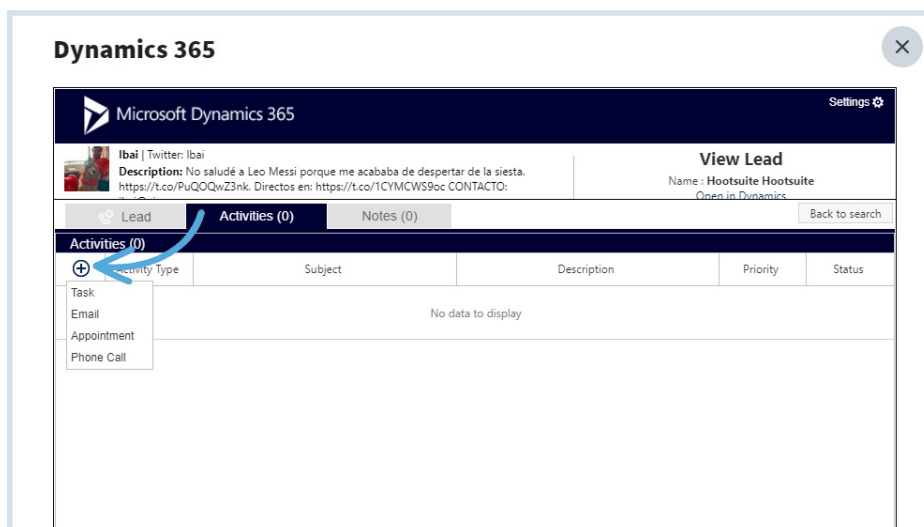 Dynamics 365
Microsoft Dynamics 365
Settings
Ibai | Twitter: Ibai
Description: No saludé a Leo Messi porque me acababa de despertar de la siesta.
https://t.co/PuQOQwZ3nk. Directos en: https://t.co/1CYMCWS9oc CONTACTO:
View Lead
Name : Hootsuite Hootsuite
Open in Dynamics
Lead
Activities (0)
Notes (0)
Back to search
Activities (0)
Activity Type
Subject
Description
Priority
Status
Task
Email
Appointment
Phone Call
No data to display